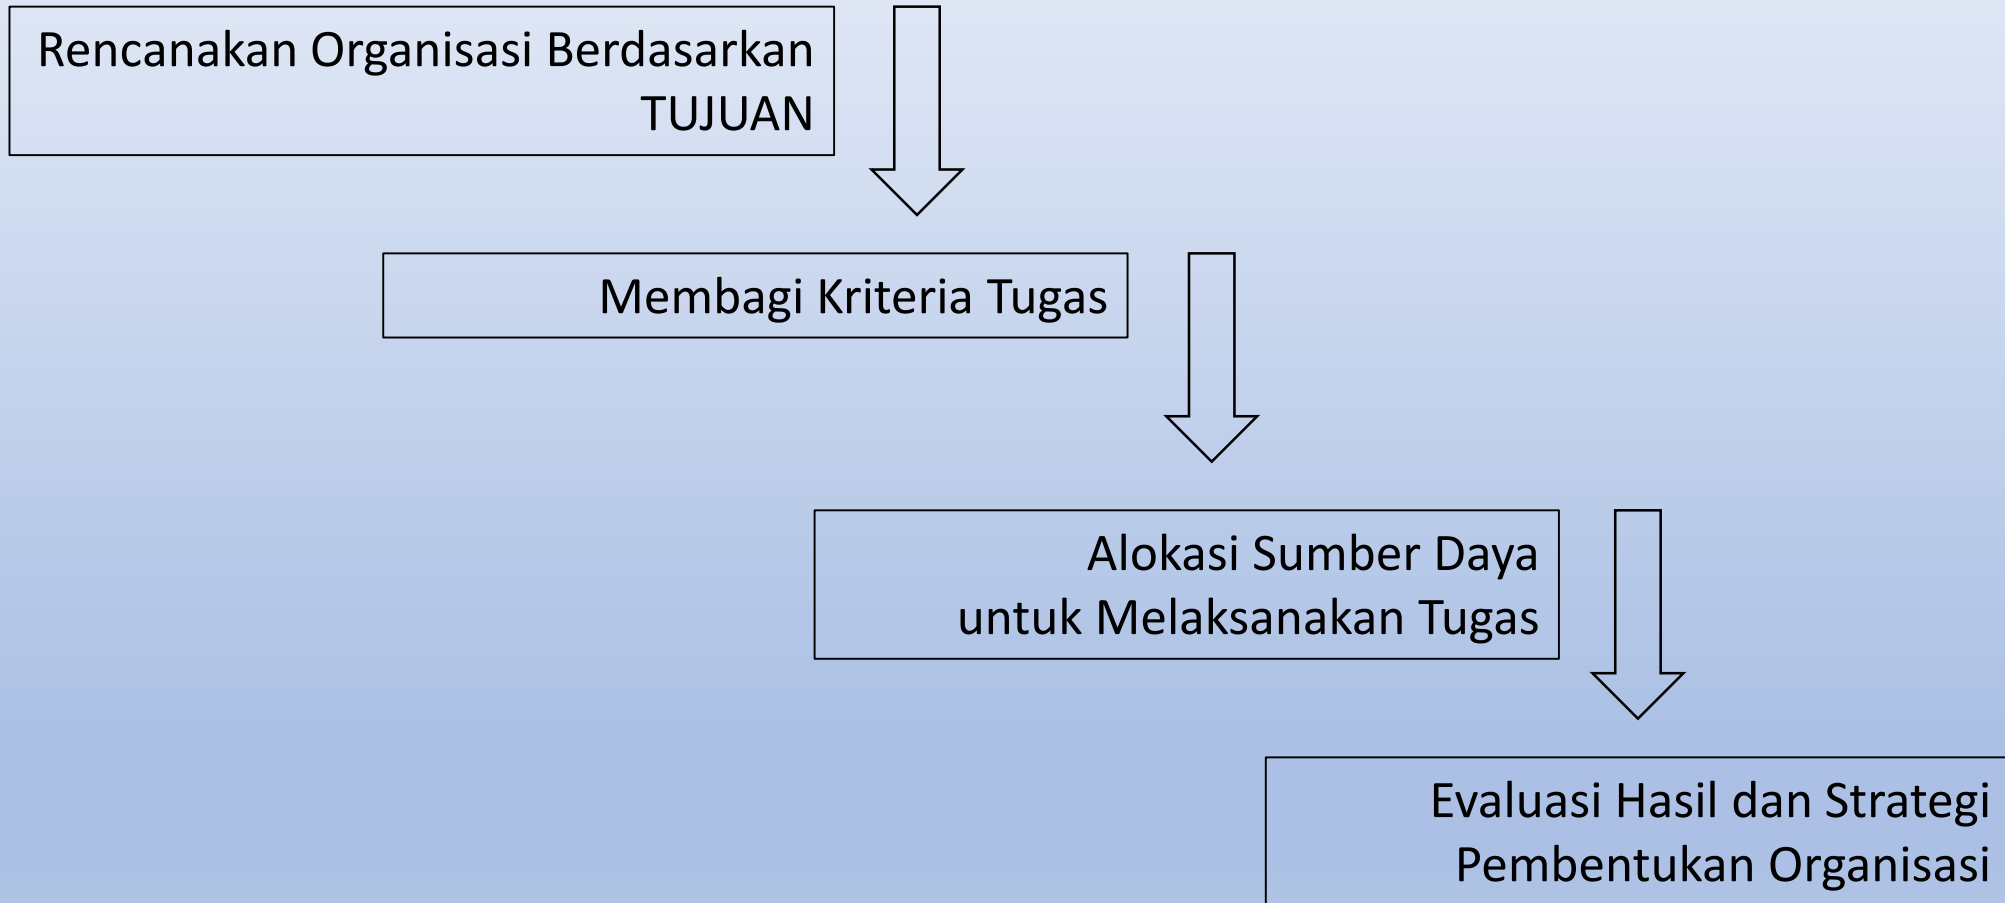 Rencanakan Organisasi Berdasarkan
TUJUAN
Membagi Kriteria Tugas
Alokasi Sumber Daya
untuk Melaksanakan Tugas
Evaluasi Hasil dan Strategi
Pembentukan Organisasi